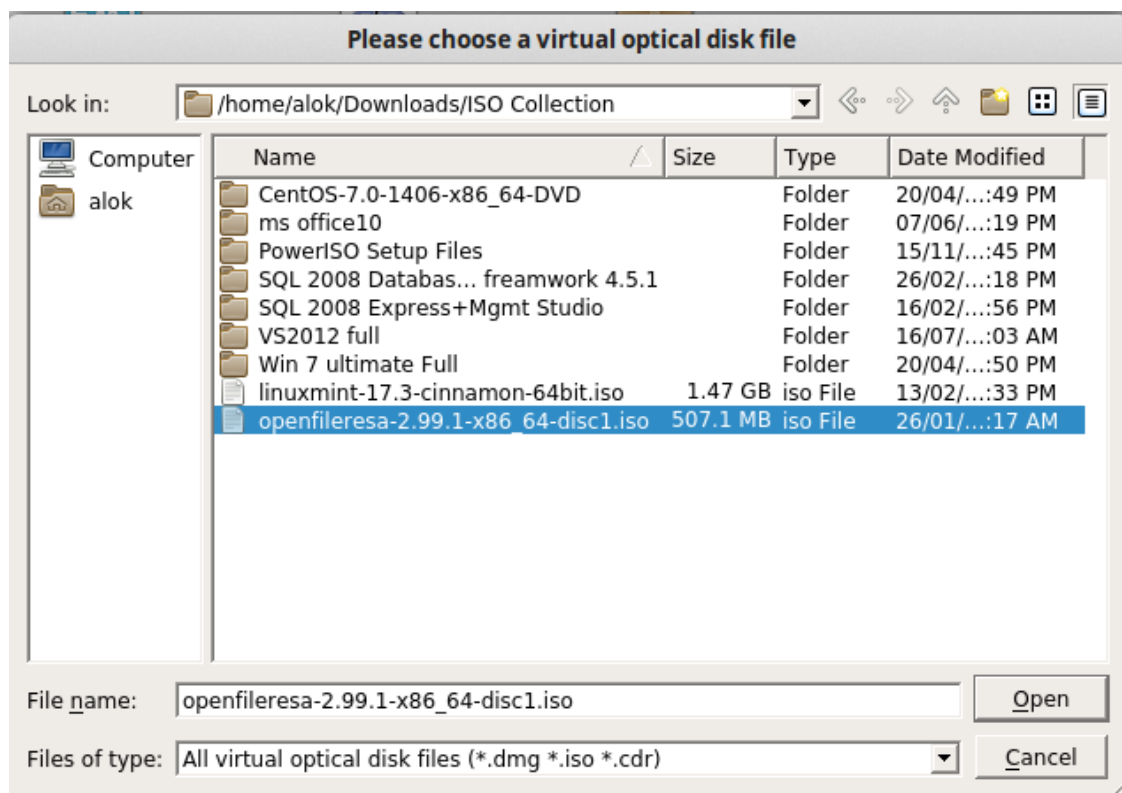 Please choose a virtual optical disk file
Look in: /home/alok/Downloads/ISO Collection
Computer
alok
Name Size Type Date Modified
CentOS-7.0-1406-x86_64-DVD Folder 20/04/...:49 PM
ms office10 Folder 07/06/...:19 PM
PowerISO Setup Files Folder 15/11/...:45 PM
SQL 2008 Databas... freamwork 4.5.1 Folder 26/02/...:18 PM
SQL 2008 Express+Mgmt Studio Folder 16/02/...:56 PM
VS2012 full Folder 16/07/...:03 AM
Win 7 ultimate Full Folder 20/04/...:50 PM
linuxmint-17.3-cinnamon-64bit.iso 1.47 GB iso File 13/02/...:33 PM
openfileresa-2.99.1-x86_64-disc1.iso 507.1 MB iso File 26/01/...:17 AM
File name: openfileresa-2.99.1-x86_64-disc1.iso Open
Files of type: All virtual optical disk files (*.dmg *.iso *.cdr) Cancel